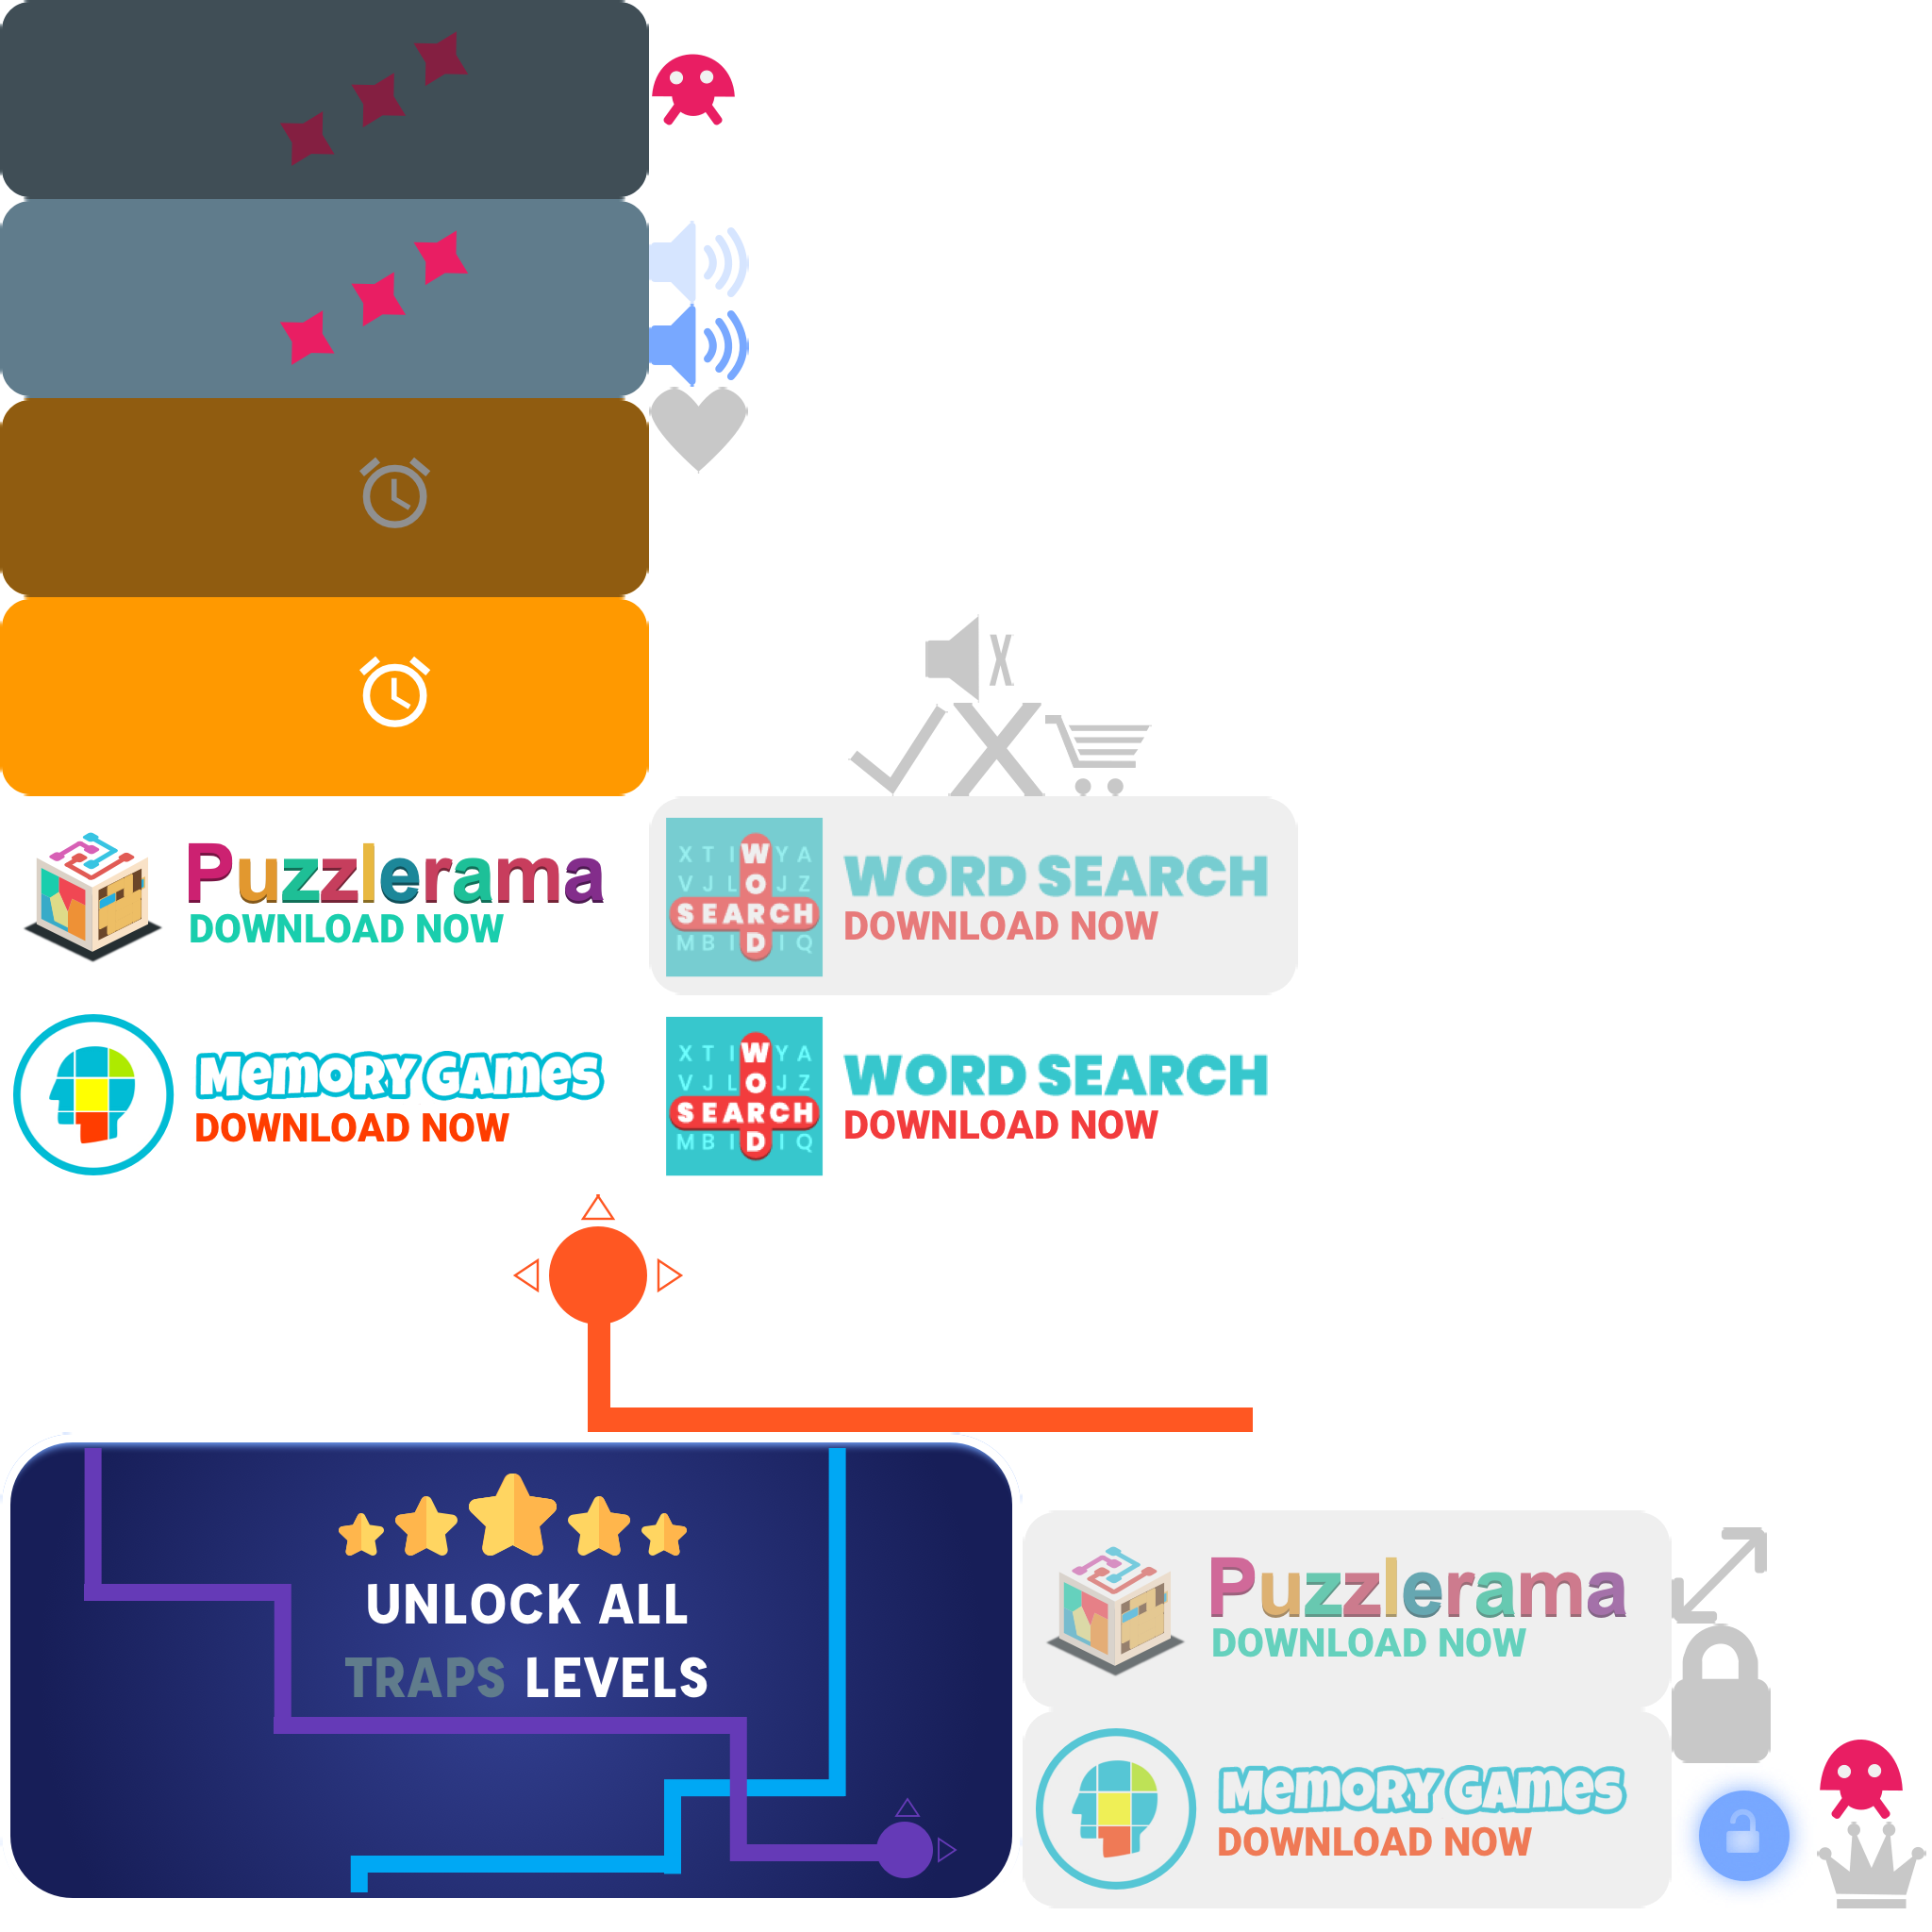 Puzzlerama
DOWNLOAD NOW
X T I W Y A
V J L O J Z
SEARCH
M B I D I Q
WORD SEARCH
DOWNLOAD NOW
MEMORY GAMES
DOWNLOAD NOW
X T I W Y A
V J L O J Z
SEARCH
M B I D I Q
WORD SEARCH
DOWNLOAD NOW
UNLOCK ALL
TRAPS LEVELS
Puzzlerama
DOWNLOAD NOW
MEMORY GAMES
DOWNLOAD NOW